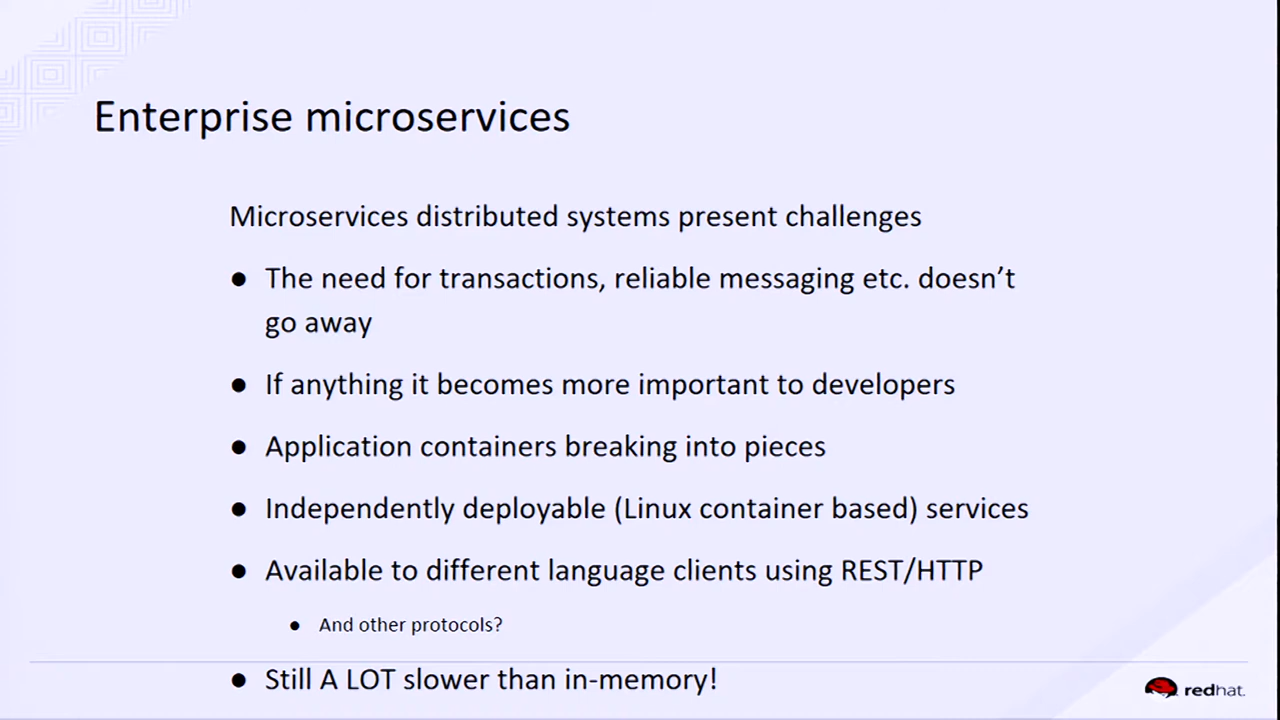 Enterprise microservices
Microservices distributed systems present challenges
● The need for transactions, reliable messaging etc. doesn’t
go away
● If anything it becomes more important to developers
● Application containers breaking into pieces
● Independently deployable (Linux container based) services
● Available to different language clients using REST/HTTP
● And other protocols?
● Still A LOT slower than in-memory!
redhat.